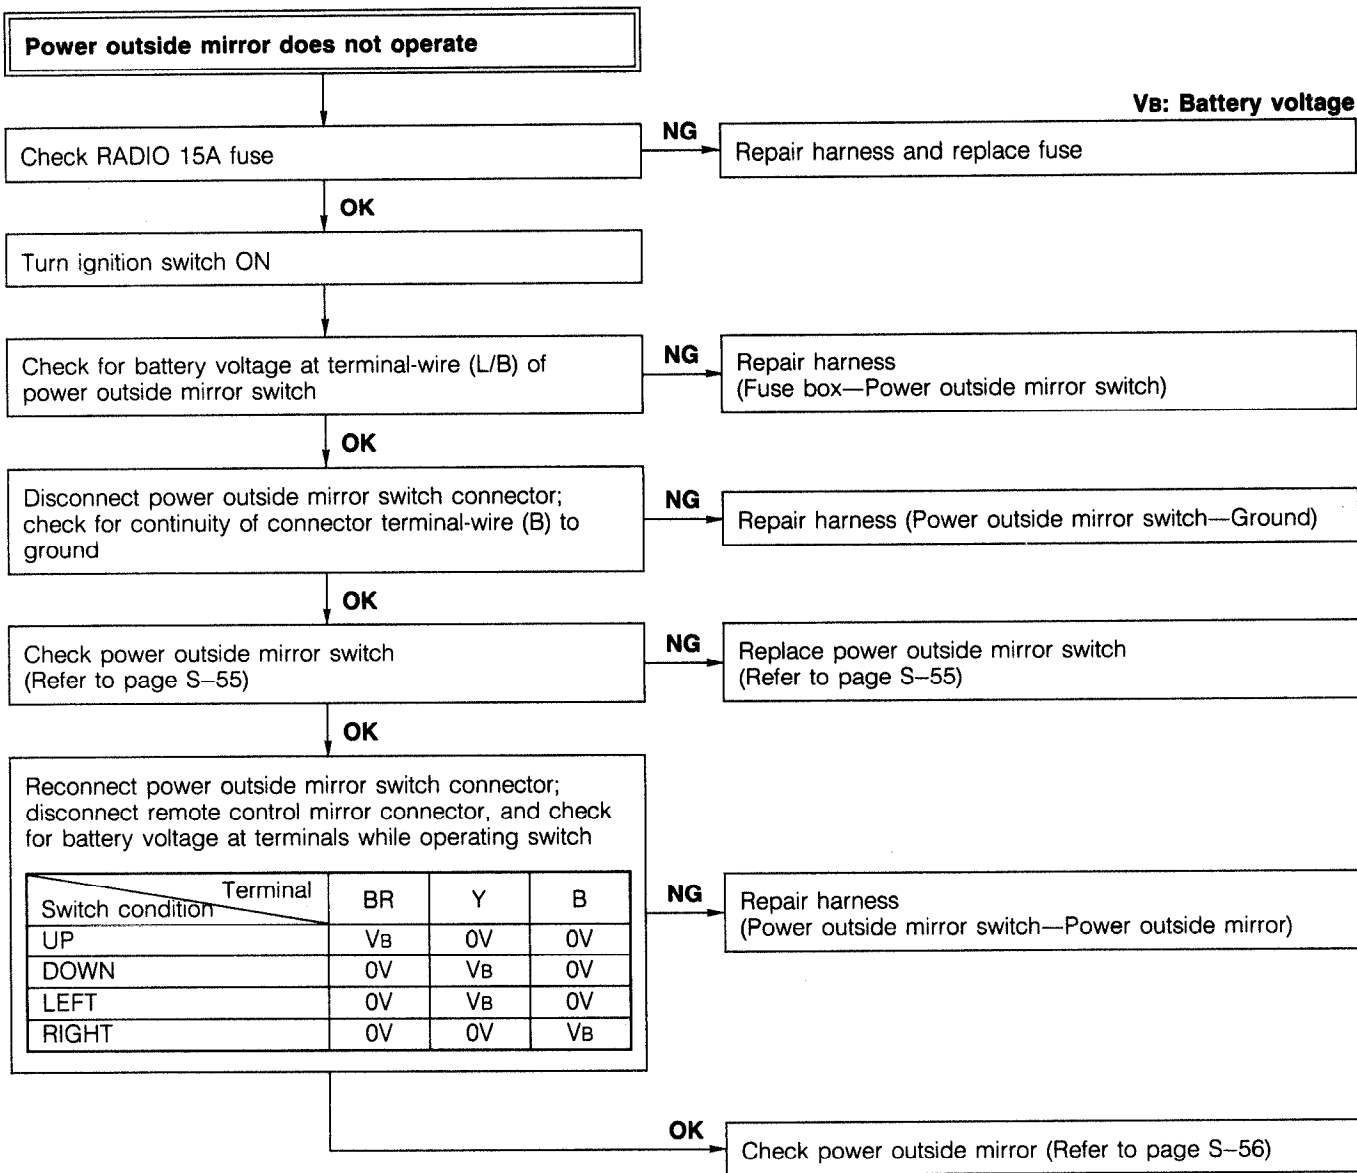 Power outside mirror does not operate
VB: Battery voltage
Check RADIO 15A fuse
NG
Repair harness and replace fuse
OK
Turn ignition switch ON
Check for battery voltage at terminal-wire (L/B) of
power outside mirror switch
NG
Repair harness
(Fuse box—Power outside mirror switch)
OK
Disconnect power outside mirror switch connector;
check for continuity of connector terminal-wire (B) to
ground
NG
Repair harness (Power outside mirror switch—Ground)
OK
Check power outside mirror switch
(Refer to page S–55)
NG
Replace power outside mirror switch
(Refer to page S–55)
OK
Reconnect power outside mirror switch connector;
disconnect remote control mirror connector, and check
for battery voltage at terminals while operating switch
Terminal
Switch condition
BR Y B
UP VB 0V 0V
DOWN 0V VB 0V
LEFT 0V VB 0V
RIGHT 0V 0V VB
NG
Repair harness
(Power outside mirror switch—Power outside mirror)
OK
Check power outside mirror (Refer to page S–56)